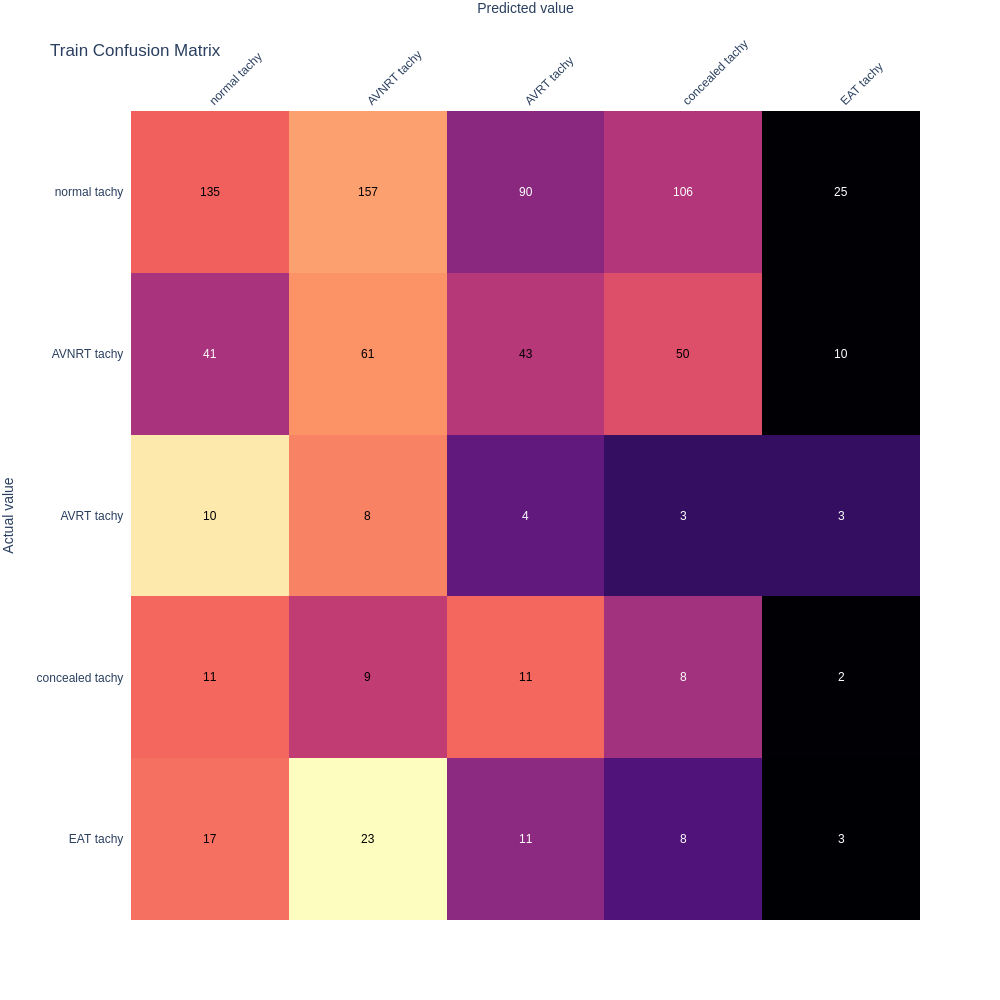 Predicted value
Train Confusion Matrix
normal tachy
AVNRT tachy
AVRT tachy
concealed tachy
EAT tachy
normal tachy 135 157 90 106 25
AVNRT tachy 41 61 43 50 10
Actual value
AVRT tachy 10 8 4 3 3
concealed tachy 11 9 11 8 2
EAT tachy 17 23 11 8 3